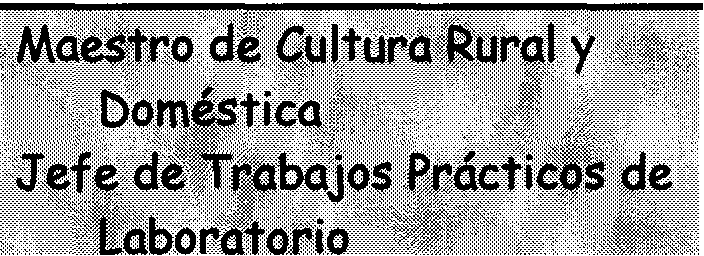 Maestro de Cultura Rural y
Doméstica
Jefe de Trabajos Prácticos de
Laboratorio